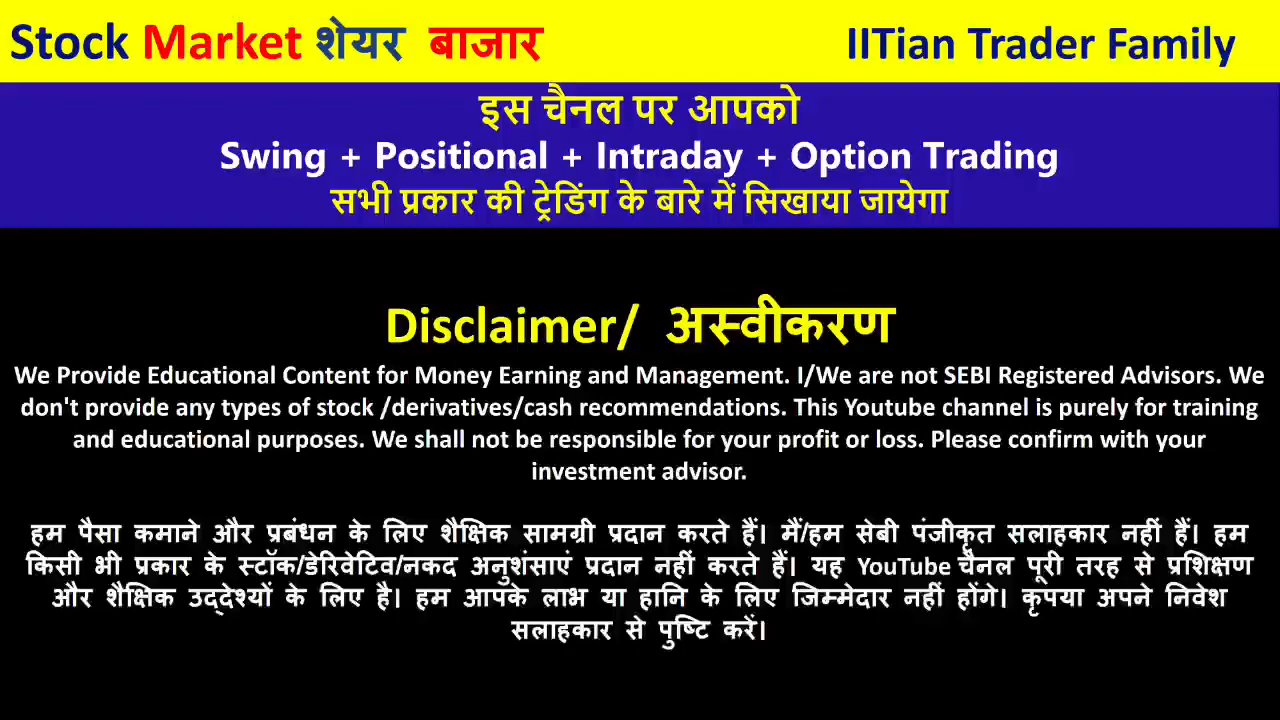 Stock Market शेयर बाजार IITian Trader Family
इस चैनल पर आपको
Swing + Positional + Intraday + Option Trading
सभी प्रकार की ट्रेडिंग के बारे में सिखाया जायेगा
Disclaimer/ अस्वीकरण
We Provide Educational Content for Money Earning and Management. I/We are not SEBI Registered Advisors. We
don't provide any types of stock /derivatives/cash recommendations. This Youtube channel is purely for training
and educational purposes. We shall not be responsible for your profit or loss. Please confirm with your
investment advisor.
हम पैसा कमाने और प्रबंधन के लिए शैक्षिक सामग्री प्रदान करते हैं। मैं/हम सेबी पंजीकृत सलाहकार नहीं हैं। हम
किसी भी प्रकार के स्टॉक/डेरिवेटिव/नकद अनुशंसाएं प्रदान नहीं करते हैं। यह YouTube चैनल पूरी तरह से प्रशिक्षण
और शैक्षिक उद्देश्यों के लिए है। हम आपके लाभ या हानि के लिए जिम्मेदार नहीं होंगे। कृपया अपने निवेश
सलाहकार से पुष्टि करें।